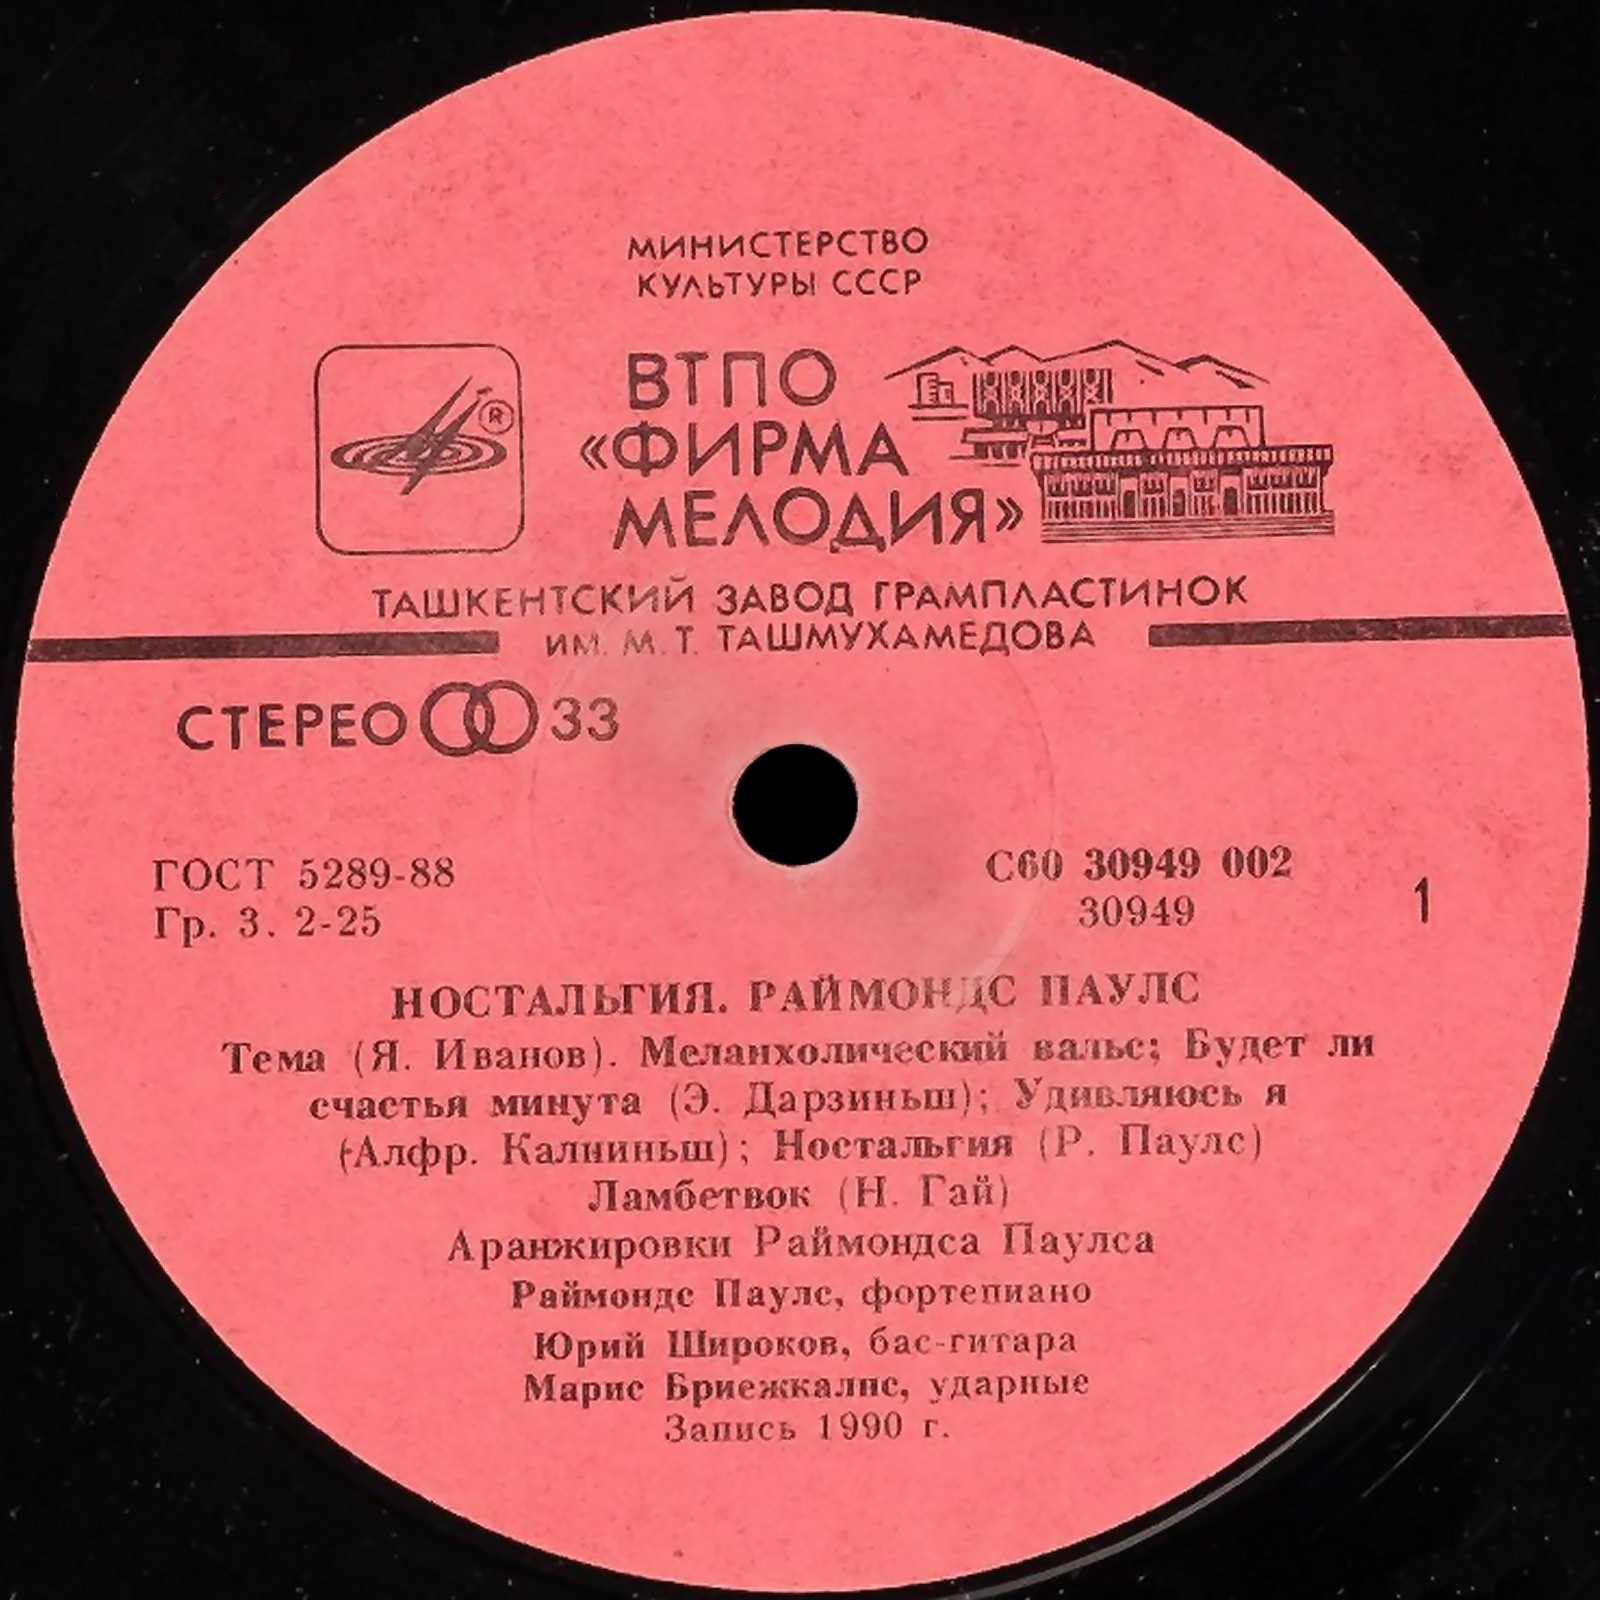 МИНИСТЕРСТВО
КУЛЬТУРЫ СССР
ВТПО
«ФИРМА
МЕЛОДИЯ»
®
ТАШКЕНТСКИЙ ЗАВОД ГРАМПЛАСТИНОК
ИМ. М. Т. ТАШМУХАМЕДОВА
СТЕРЕО 33
ГОСТ 5289-88
Гр. 3. 2-25
С60 30949 002
30949
1
НОСТАЛЬГИЯ. РАЙМОНДС ПАУЛС
Тема (Я. Иванов). Меланхолический вальс; Будет ли
счастья минута (Э. Дарзиньш); Удивляюсь я
(Алфр. Калниньш); Ностальгия (Р. Паулс)
Ламбетвок (Н. Гай)
Аранжировки Раймондса Паулса
Раймондс Паулс, фортепиано
Юрий Широков, бас-гитара
Марис Бриежкалнс, ударные
Запись 1990 г.